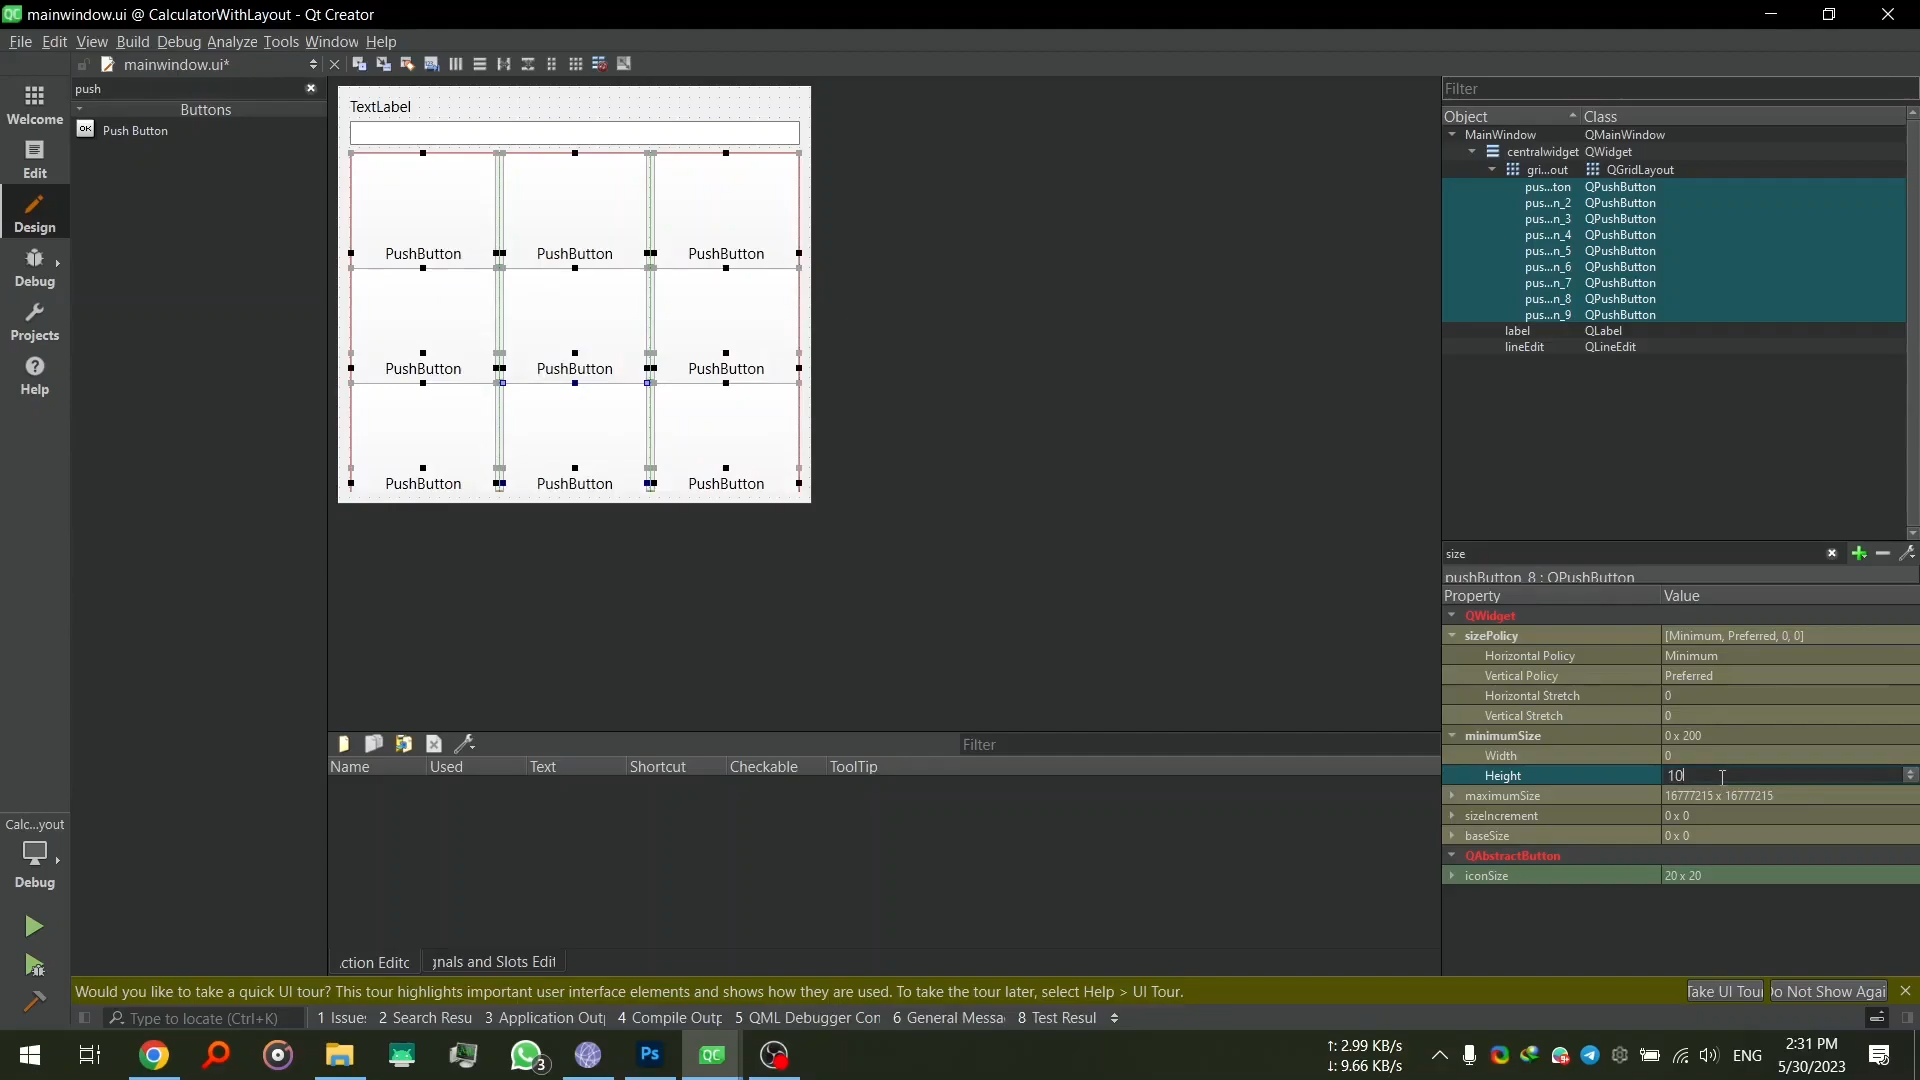 mainwindow.ui @ CalculatorWithLayout - Qt Creator
File Edit View Build Debug Analyze Tools Window Help
mainwindow.ui*
push
Buttons
Push Button
Welcome
Edit
Design
Debug
Projects
Help
TextLabel
PushButton PushButton PushButton
PushButton PushButton PushButton
PushButton PushButton PushButton
Filter
Object Class
MainWindow QMainWindow
centralwidget QWidget
gri...out QGridLayout
pus...ton QPushButton
pus...n_2 QPushButton
pus...n_3 QPushButton
pus...n_4 QPushButton
pus...n_5 QPushButton
pus...n_6 QPushButton
pus...n_7 QPushButton
pus...n_8 QPushButton
pus...n_9 QPushButton
label QLabel
lineEdit QLineEdit
size
pushButton_8 : QPushButton
Property Value
QWidget
sizePolicy [Minimum, Preferred, 0, 0]
Horizontal Policy Minimum
Vertical Policy Preferred
Horizontal Stretch 0
Vertical Stretch 0
minimumSize 0 x 200
Width 0
Height 10
maximumSize 16777215 x 16777215
sizeIncrement 0 x 0
baseSize 0 x 0
QAbstractButton
iconSize 20 x 20
Filter
Name Used Text Shortcut Checkable ToolTip
Calc...yout
Debug
.ction Editc gnals and Slots Edit
Would you like to take a quick UI tour? This tour highlights important user interface elements and shows how they are used. To take the tour later, select Help > UI Tour.
ake UI Tour o Not Show Agai
Type to locate (Ctrl+K) 1 Issue: 2 Search Resu 3 Application Out 4 Compile Outp 5 QML Debugger Con 6 General Messa 8 Test Resul
3 Ps QC
↑: 2.99 KB/s
↓: 9.66 KB/s
ENG
2:31 PM
5/30/2023